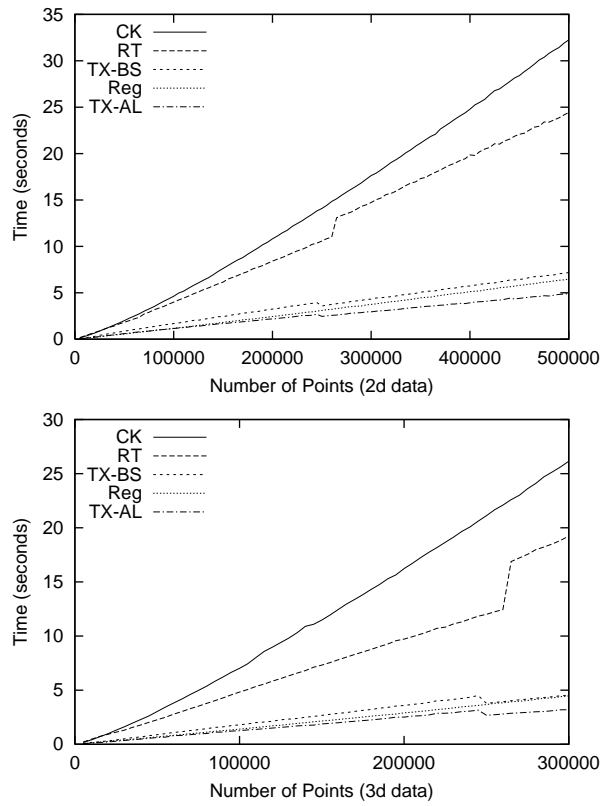 35
30
25
20
15
10
5
0
Time (seconds)
CK
RT
TX-BS
Reg
TX-AL
0 100000 200000 300000 400000 500000
Number of Points (2d data)
30
25
20
15
10
5
0
Time (seconds)
CK
RT
TX-BS
Reg
TX-AL
0 100000 200000 300000
Number of Points (3d data)